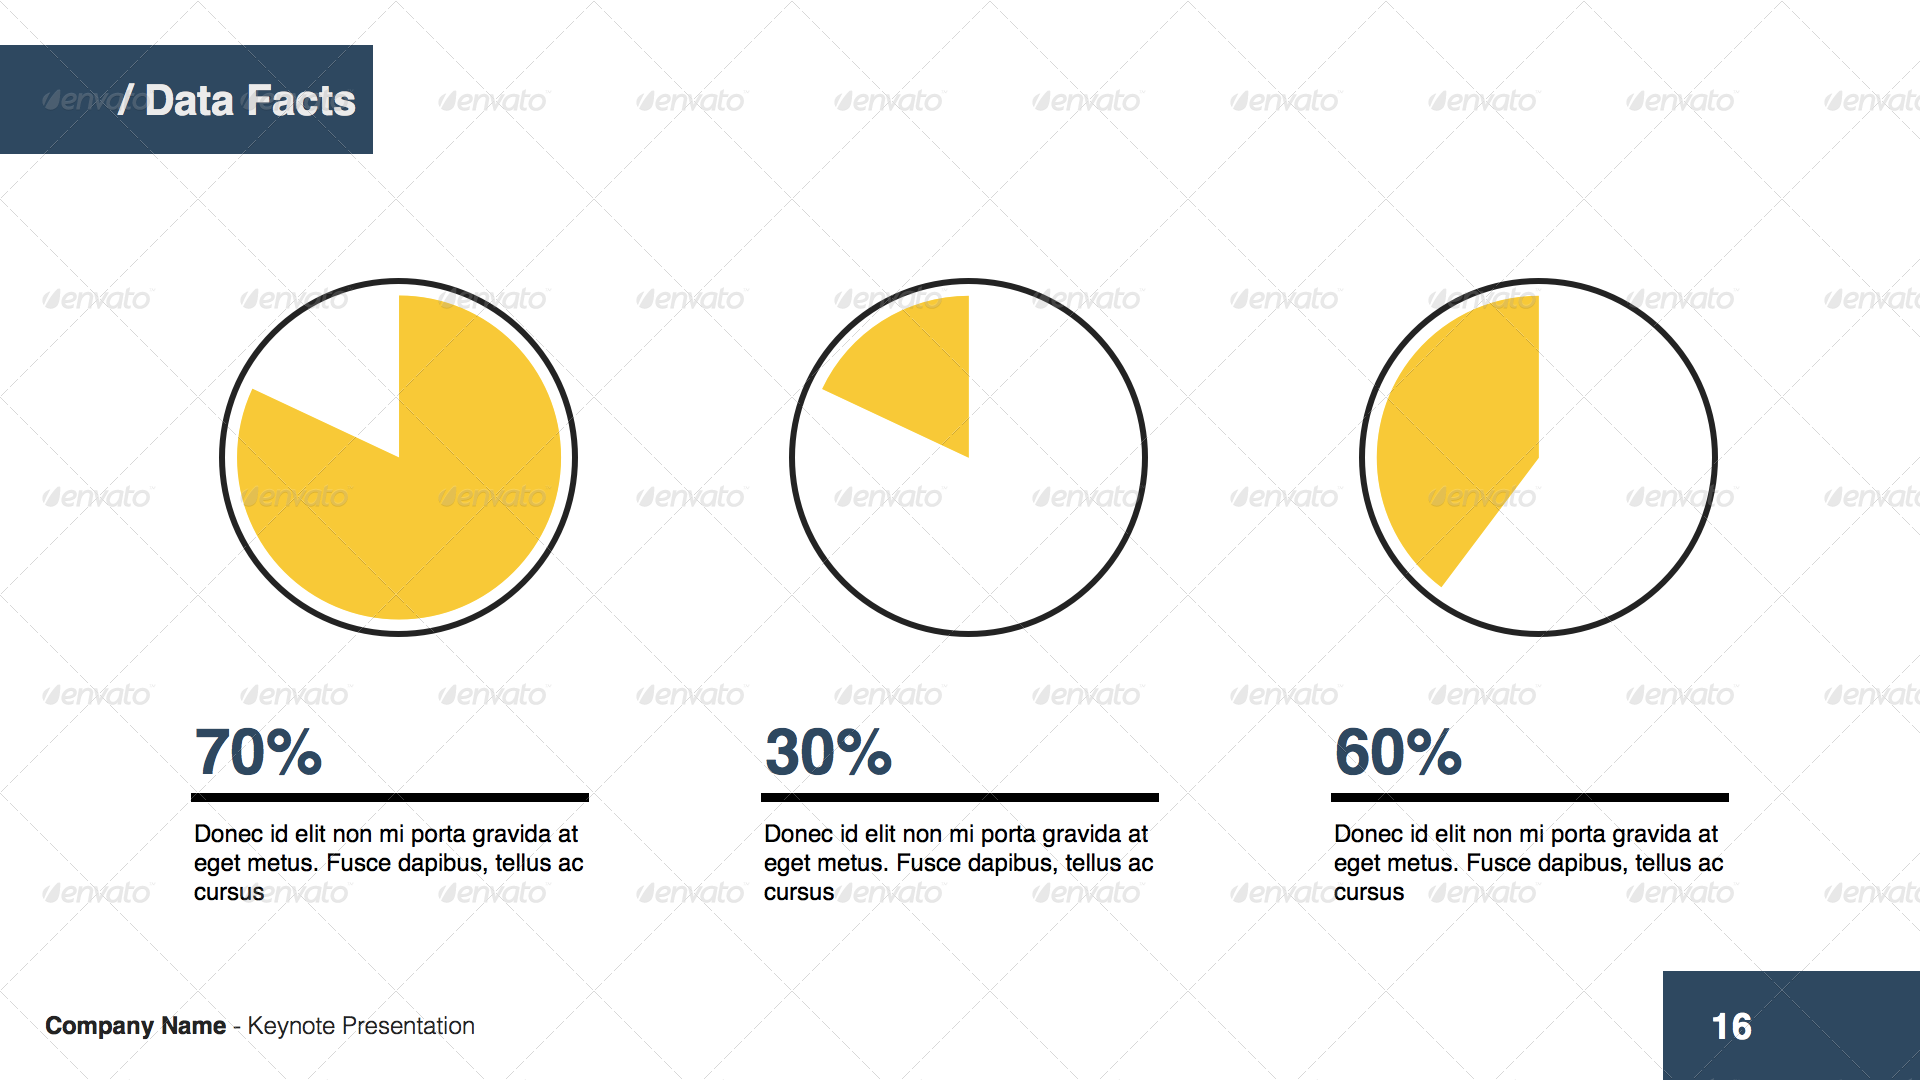 / Data Facts
70%
Donec id elit non mi porta gravida at
eget metus. Fusce dapibus, tellus ac
cursus
30%
Donec id elit non mi porta gravida at
eget metus. Fusce dapibus, tellus ac
cursus
60%
Donec id elit non mi porta gravida at
eget metus. Fusce dapibus, tellus ac
cursus
Company Name - Keynote Presentation
16
envato